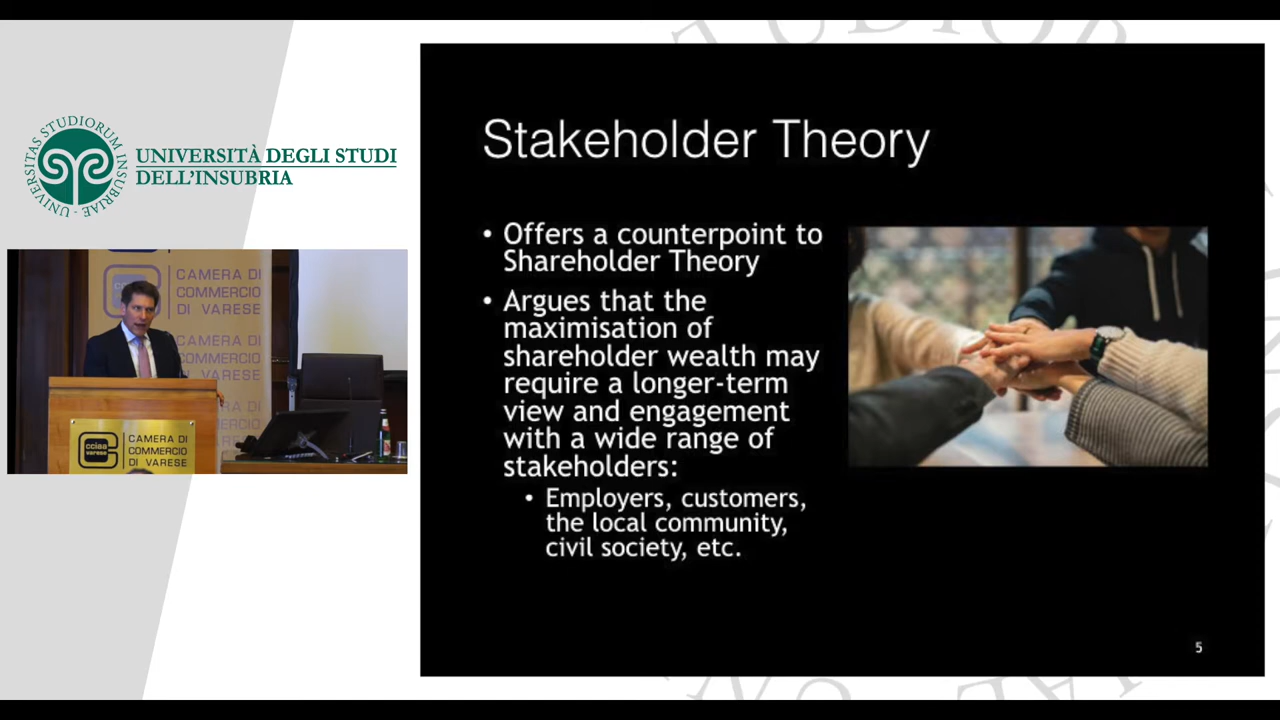 UNIVERSITAS STUDIORUM INSUBRIAE
UNIVERSITÀ DEGLI STUDI
DELL'INSUBRIA
CAMERA DI
COMMERCIO
DI VARESE
CAMERA DI
COMMERCIO
DI VARESE
CAMERA DI
COMMERCIO
DI VARESE
cciaa
varese
Stakeholder Theory
• Offers a counterpoint to
Shareholder Theory
• Argues that the
maximisation of
shareholder wealth may
require a longer-term
view and engagement
with a wide range of
stakeholders:
• Employers, customers,
the local community,
civil society, etc.
5